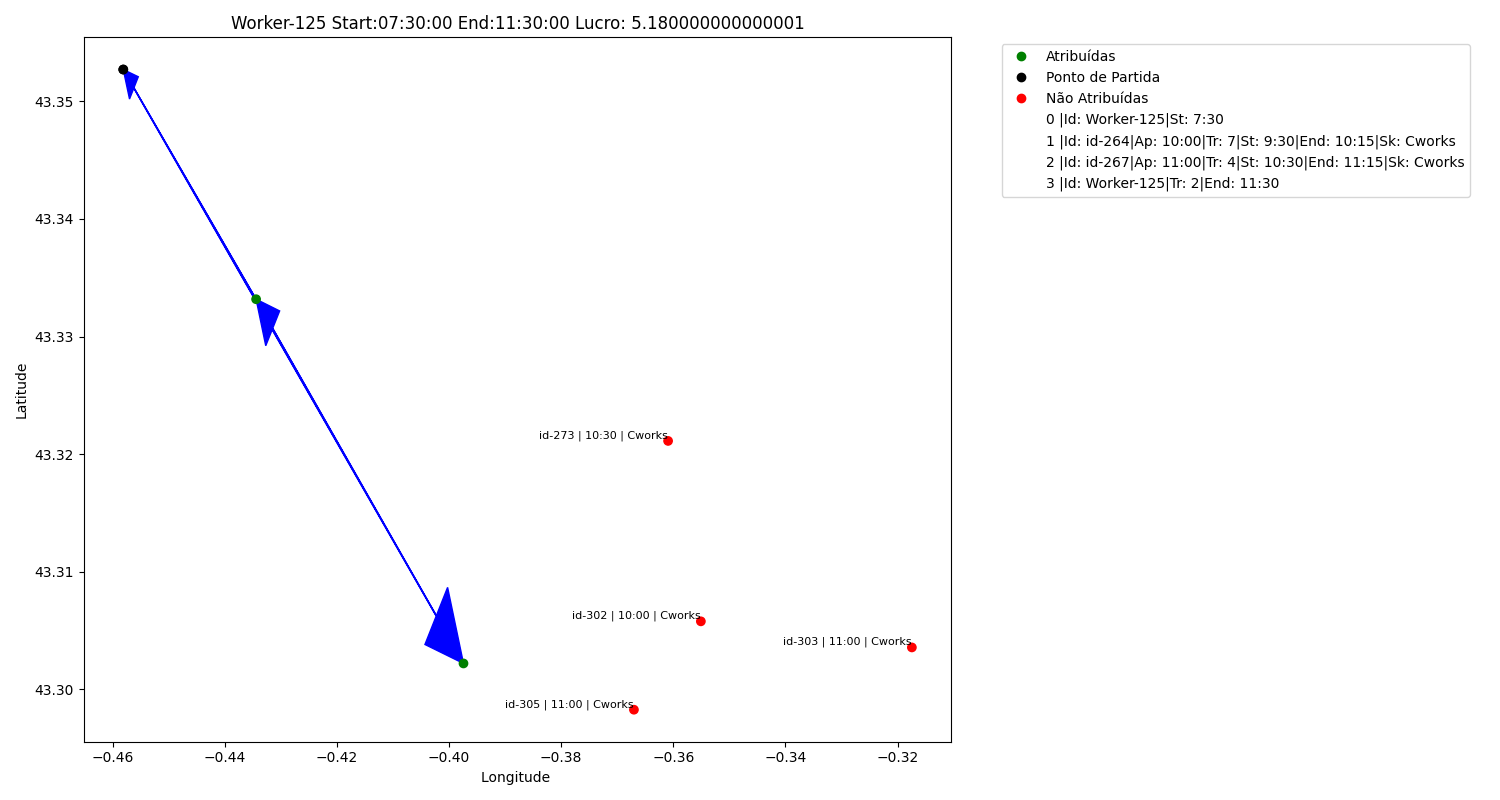 Worker-125 Start:07:30:00 End:11:30:00 Lucro: 5.180000000000001
Atribuídas
Ponto de Partida
Não Atribuídas
0 |Id: Worker-125|St: 7:30
1 |Id: id-264|Ap: 10:00|Tr: 7|St: 9:30|End: 10:15|Sk: Cworks
2 |Id: id-267|Ap: 11:00|Tr: 4|St: 10:30|End: 11:15|Sk: Cworks
3 |Id: Worker-125|Tr: 2|End: 11:30
43.35
43.34
43.33
43.32
43.31
43.30
Latitude
id-273 | 10:30 | Cworks
id-302 | 10:00 | Cworks
id-303 | 11:00 | Cworks
id-305 | 11:00 | Cworks
−0.46
−0.44
−0.42
−0.40
−0.38
−0.36
−0.34
−0.32
Longitude